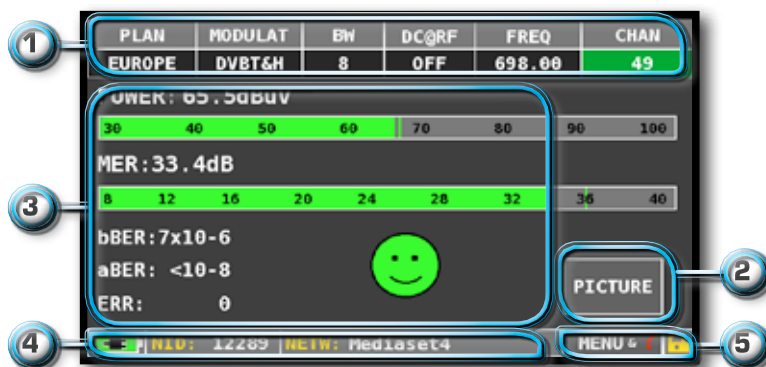 PLAN MODULAT BW DC@RF FREQ CHAN
EUROPE DVBT&H 8 OFF 698.00 49
1
POWER: 65.5dBuV
30 40 50 60 70 80 90 100
MER:33.4dB
8 12 16 20 24 28 32 36 40
3
bBER:7x10-6
aBER: <10-8
ERR: 0
PICTURE
2
4
NID: 12289 NETW: Mediaset4
MENU & i
5